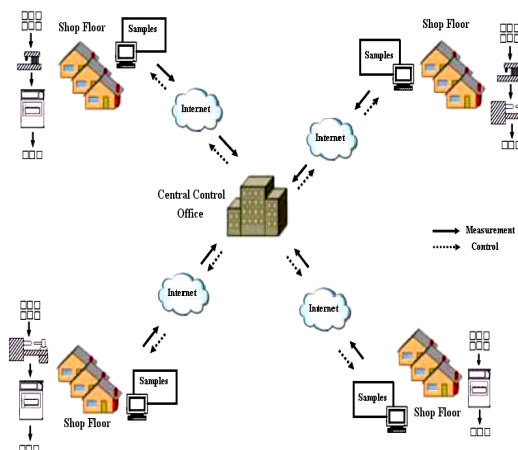 Shop Floor
Samples
Samples
Shop Floor
Internet
Internet
Central Control
Office
Measurement
Control
Internet
Internet
Samples
Shop Floor
Samples
Shop Floor